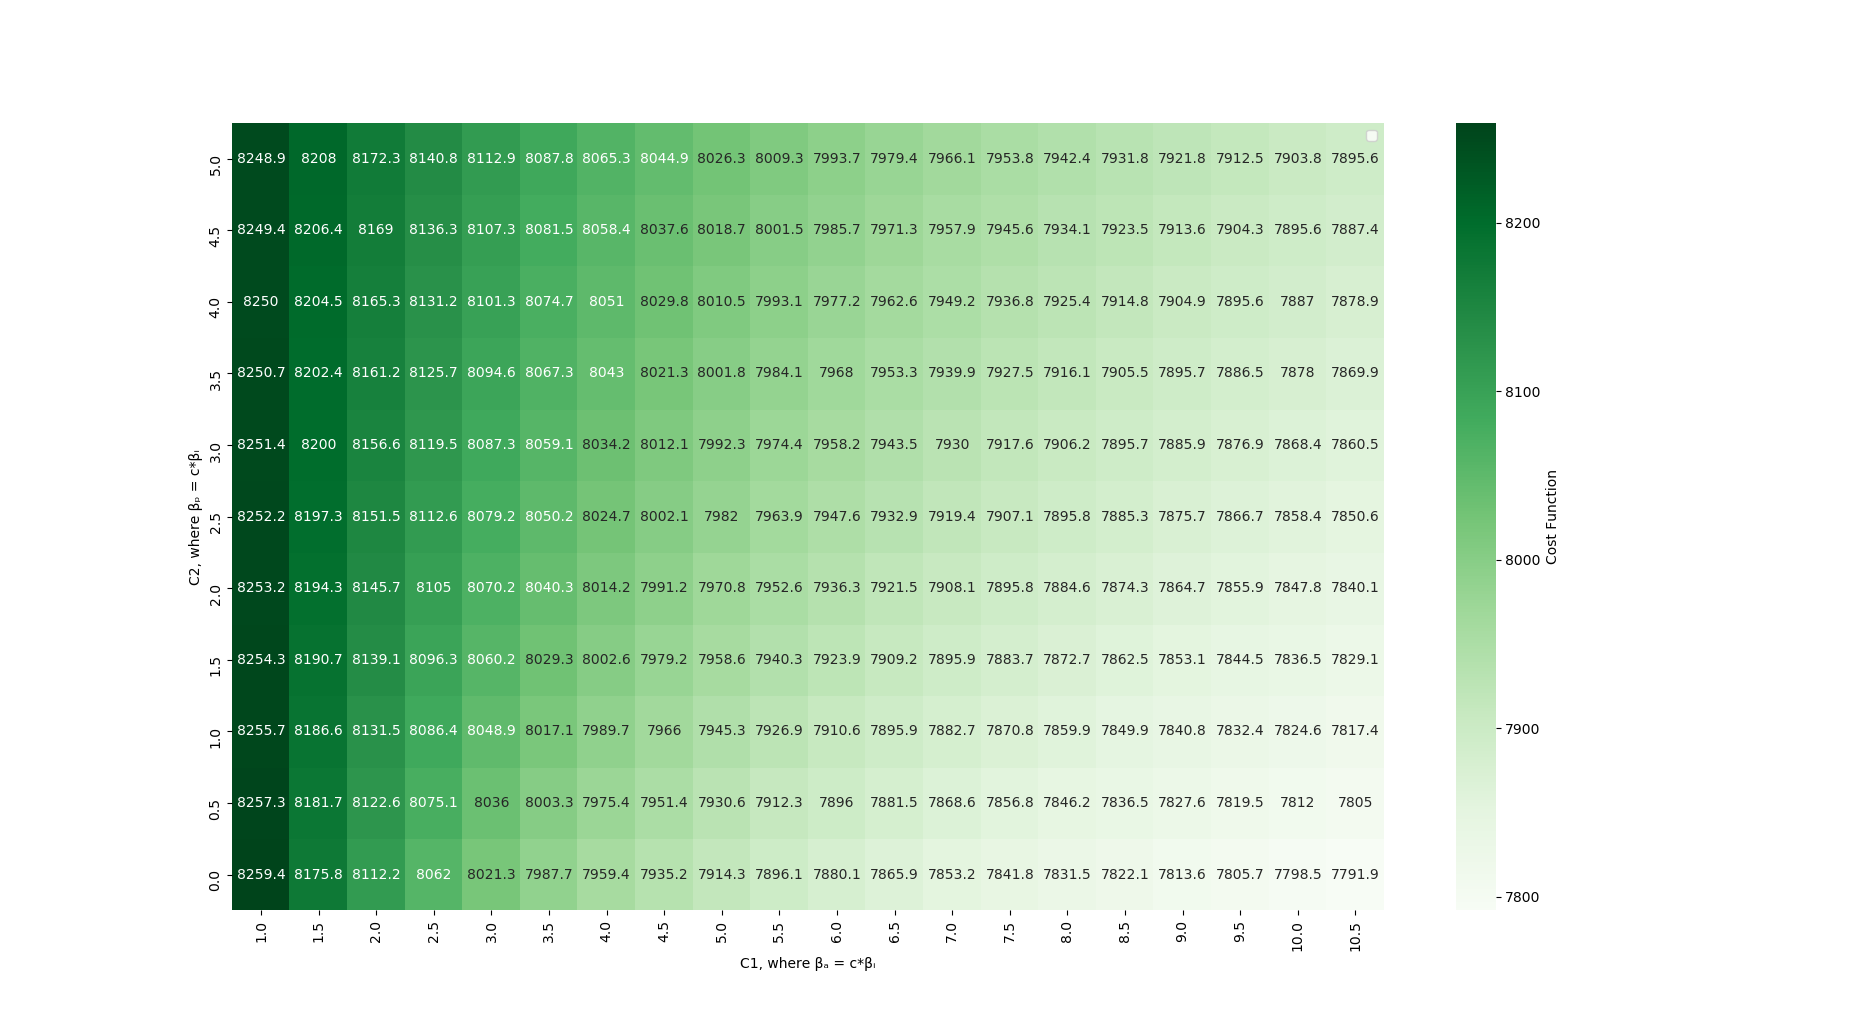 5.0 8248.9 8208 8172.3 8140.8 8112.9 8087.8 8065.3 8044.9 8026.3 8009.3 7993.7 7979.4 7966.1 7953.8 7942.4 7931.8 7921.8 7912.5 7903.8 7895.6
4.5 8249.4 8206.4 8169 8136.3 8107.3 8081.5 8058.4 8037.6 8018.7 8001.5 7985.7 7971.3 7957.9 7945.6 7934.1 7923.5 7913.6 7904.3 7895.6 7887.4
4.0 8250 8204.5 8165.3 8131.2 8101.3 8074.7 8051 8029.8 8010.5 7993.1 7977.2 7962.6 7949.2 7936.8 7925.4 7914.8 7904.9 7895.6 7887 7878.9
3.5 8250.7 8202.4 8161.2 8125.7 8094.6 8067.3 8043 8021.3 8001.8 7984.1 7968 7953.3 7939.9 7927.5 7916.1 7905.5 7895.7 7886.5 7878 7869.9
3.0 8251.4 8200 8156.6 8119.5 8087.3 8059.1 8034.2 8012.1 7992.3 7974.4 7958.2 7943.5 7930 7917.6 7906.2 7895.7 7885.9 7876.9 7868.4 7860.5
2.5 8252.2 8197.3 8151.5 8112.6 8079.2 8050.2 8024.7 8002.1 7982 7963.9 7947.6 7932.9 7919.4 7907.1 7895.8 7885.3 7875.7 7866.7 7858.4 7850.6
2.0 8253.2 8194.3 8145.7 8105 8070.2 8040.3 8014.2 7991.2 7970.8 7952.6 7936.3 7921.5 7908.1 7895.8 7884.6 7874.3 7864.7 7855.9 7847.8 7840.1
1.5 8254.3 8190.7 8139.1 8096.3 8060.2 8029.3 8002.6 7979.2 7958.6 7940.3 7923.9 7909.2 7895.9 7883.7 7872.7 7862.5 7853.1 7844.5 7836.5 7829.1
1.0 8255.7 8186.6 8131.5 8086.4 8048.9 8017.1 7989.7 7966 7945.3 7926.9 7910.6 7895.9 7882.7 7870.8 7859.9 7849.9 7840.8 7832.4 7824.6 7817.4
0.5 8257.3 8181.7 8122.6 8075.1 8036 8003.3 7975.4 7951.4 7930.6 7912.3 7896 7881.5 7868.6 7856.8 7846.2 7836.5 7827.6 7819.5 7812 7805
0.0 8259.4 8175.8 8112.2 8062 8021.3 7987.7 7959.4 7935.2 7914.3 7896.1 7880.1 7865.9 7853.2 7841.8 7831.5 7822.1 7813.6 7805.7 7798.5 7791.9
1.0 1.5 2.0 2.5 3.0 3.5 4.0 4.5 5.0 5.5 6.0 6.5 7.0 7.5 8.0 8.5 9.0 9.5 10.0 10.5
C1, where βₐ = c*βᵢ
C2, where βₚ = c*βᵢ
8200
8100
8000
7900
7800
Cost Function